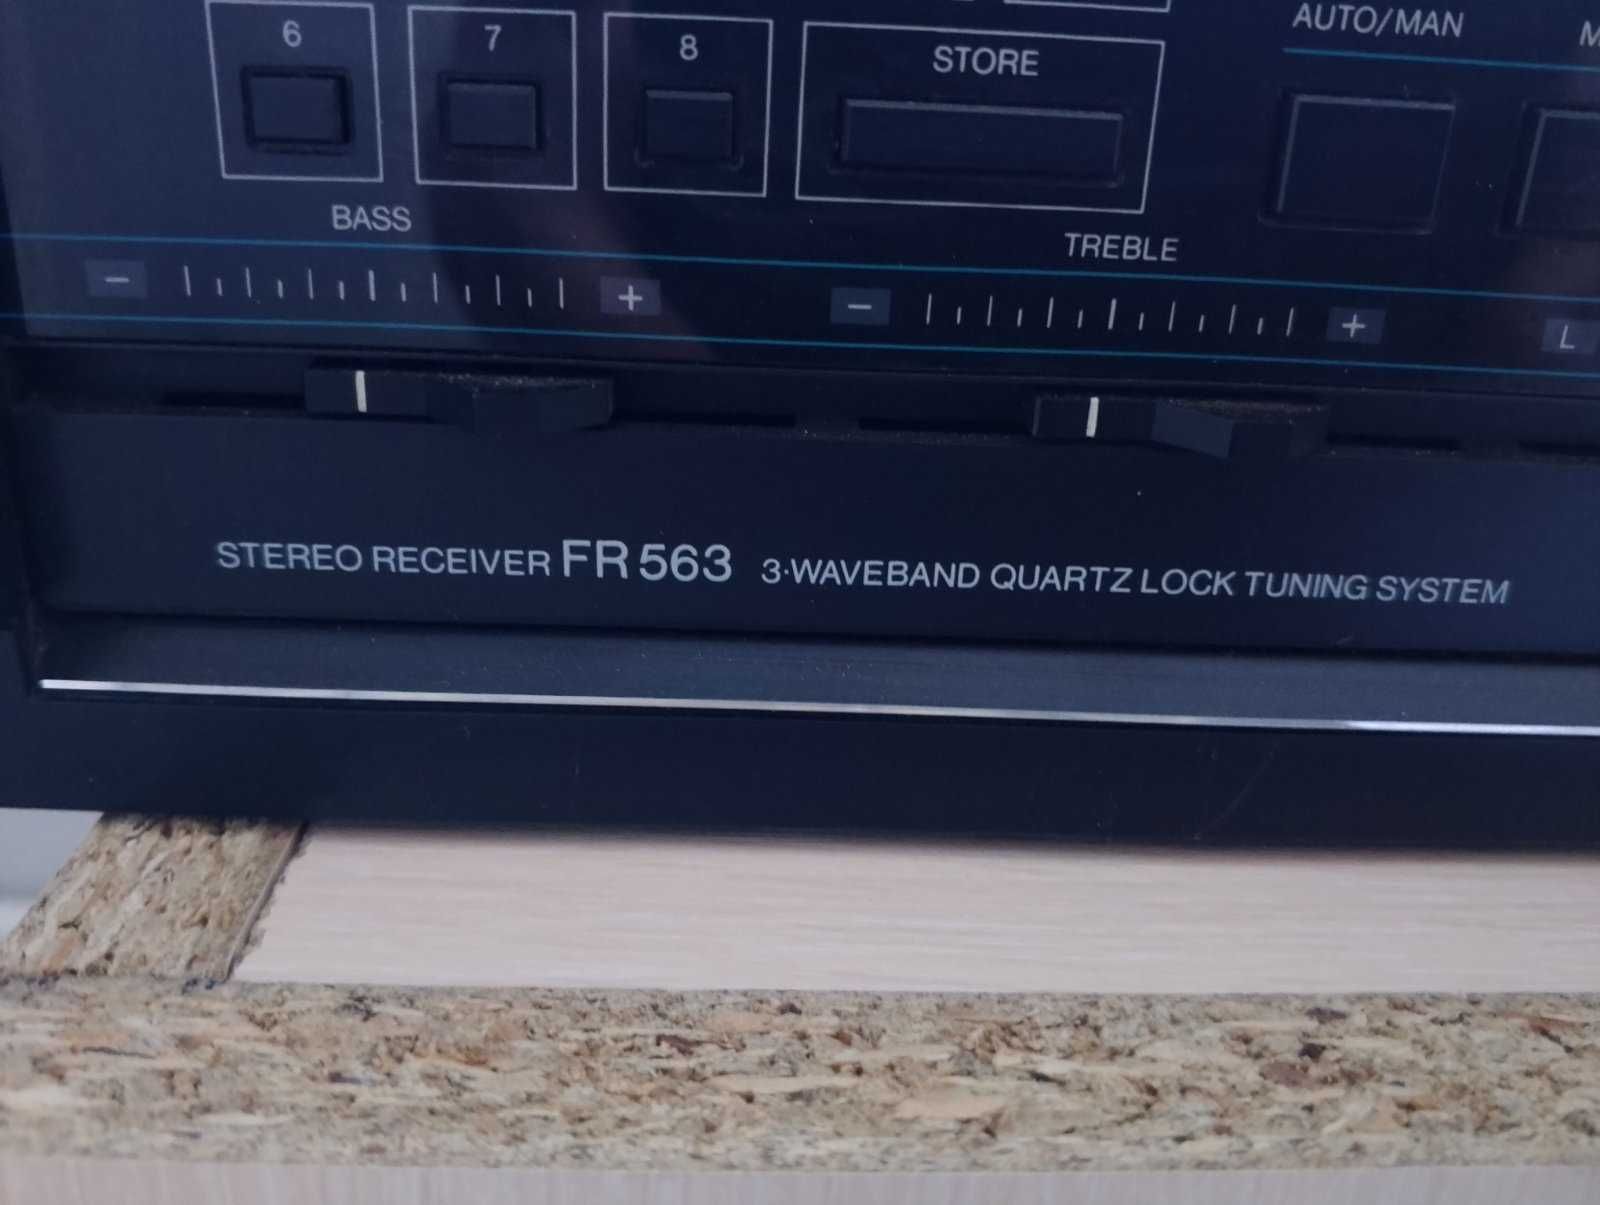 6 7 8 STORE AUTO/MAN
BASS TREBLE
− + − + L
STEREO RECEIVER FR 563 3·WAVEBAND QUARTZ LOCK TUNING SYSTEM